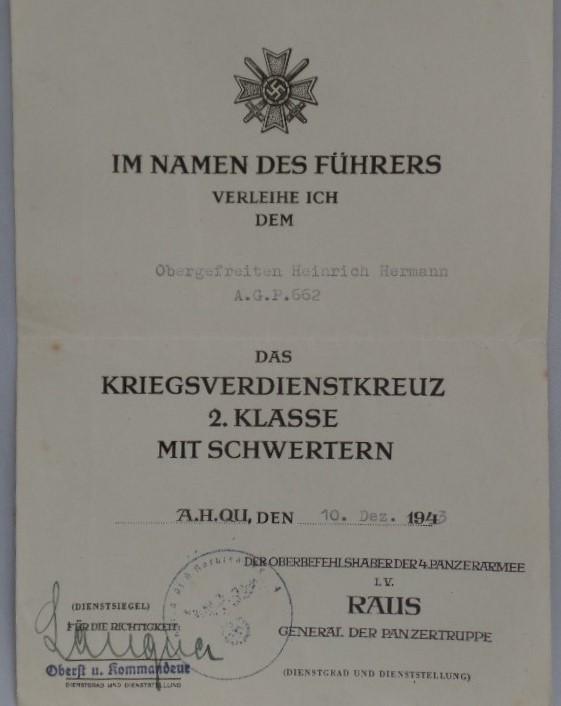 IM NAMEN DES FÜHRERS
VERLEIHE ICH
DEM
Obergefreiten Heinrich Hermann
A.G.P.662
DAS
KRIEGSVERDIENSTKREUZ
2. KLASSE
MIT SCHWERTERN
A.H.QU, DEN 10. Dez. 1943
DER OBERBEFEHLSHABER DER 4. PANZERARMEE
I.V.
RAUS
GENERAL DER PANZERTRUPPE
(DIENSTSIEGEL)
FÜR DIE RICHTIGKEIT:
Oberst u. Kommandeur
DIENSTGRAD UND DIENSTSTELLUNG
(DIENSTGRAD UND DIENSTSTELLUNG)